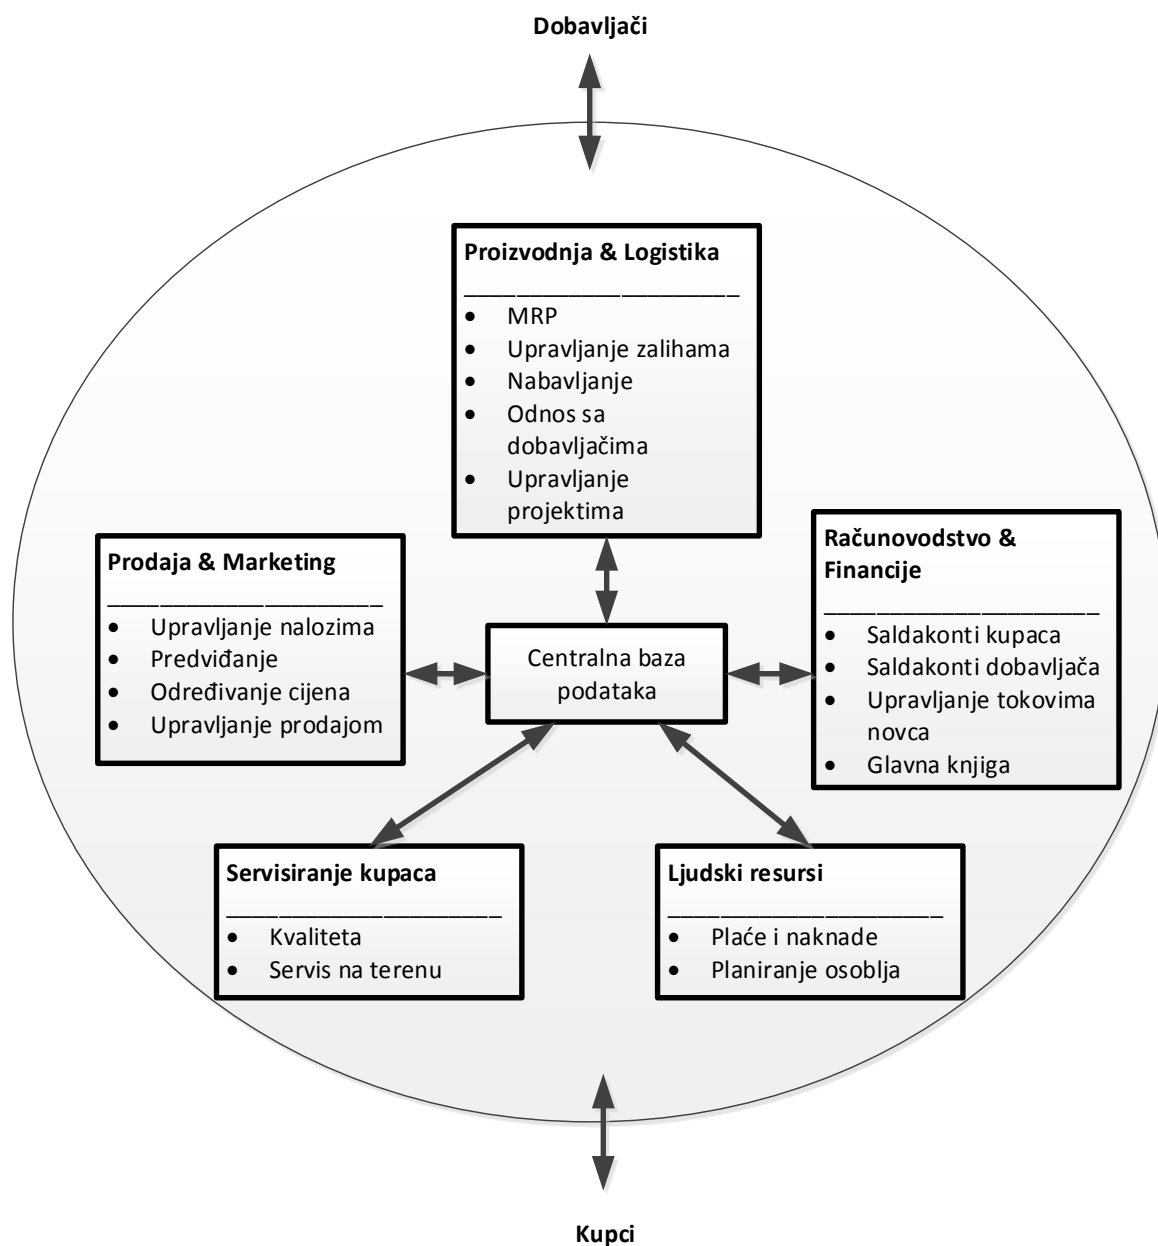 Dobavljači
Proizvodnja & Logistika
• MRP
• Upravljanje zalihama
• Nabavljanje
• Odnos sa
dobavljačima
• Upravljanje
projektima
Prodaja & Marketing
• Upravljanje nalozima
• Predviđanje
• Određivanje cijena
• Upravljanje prodajom
Centralna baza
podataka
Računovodstvo &
Financije
• Saldakonti kupaca
• Saldakonti dobavljača
• Upravljanje tokovima
novca
• Glavna knjiga
Servisiranje kupaca
• Kvaliteta
• Servis na terenu
Ljudski resursi
• Plaće i naknade
• Planiranje osoblja
Kupci